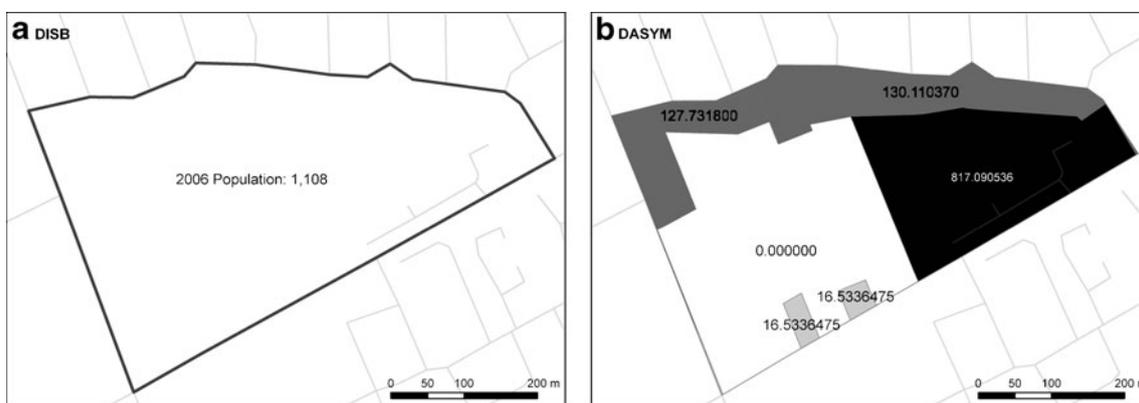 a DISB
2006 Population: 1,108
0 50 100 200 m
b DASYM
130.110370
127.731800
817.090536
0.000000
16.5336475
16.5336475
0 50 100 200 m